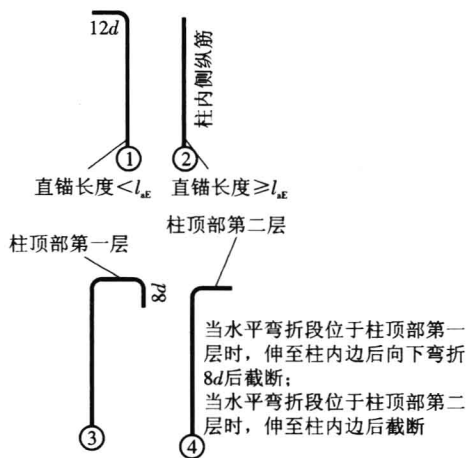 12d
柱内侧纵筋
①
②
直锚长度<laE
直锚长度≥laE
柱顶部第二层
柱顶部第一层
8d
当水平弯折段位于柱顶部第一
层时，伸至柱内边后向下弯折
8d后截断；
当水平弯折段位于柱顶部第二
层时，伸至柱内边后截断
③
④